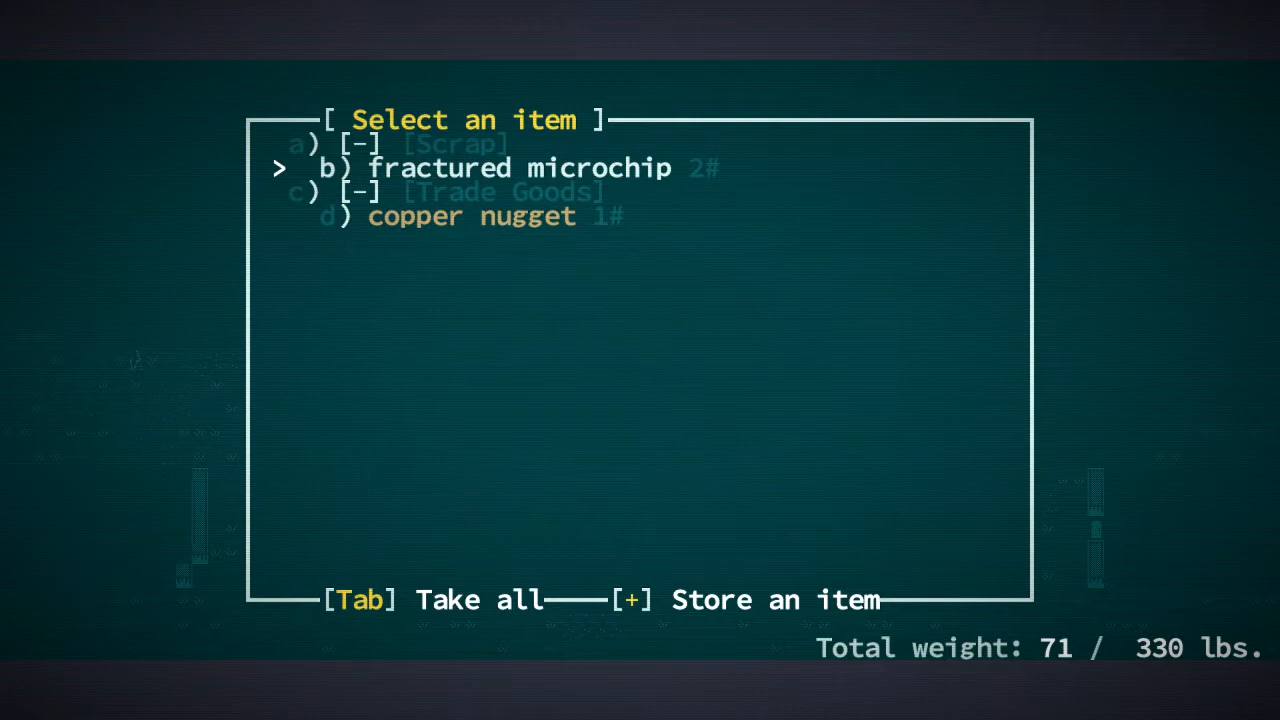 [ Select an item ]
a) [-] [Scrap]
> b) fractured microchip 2#
c) [-] [Trade Goods]
d) copper nugget 1#
[Tab] Take all [+] Store an item
Total weight: 71 / 330 lbs.